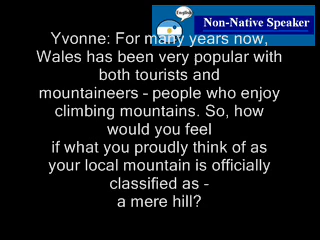 English
Non-Native Speaker
Yvonne: For many years now,
Wales has been very popular with
both tourists and
mountaineers - people who enjoy
climbing mountains. So, how
would you feel
if what you proudly think of as
your local mountain is officially
classified as -
a mere hill?